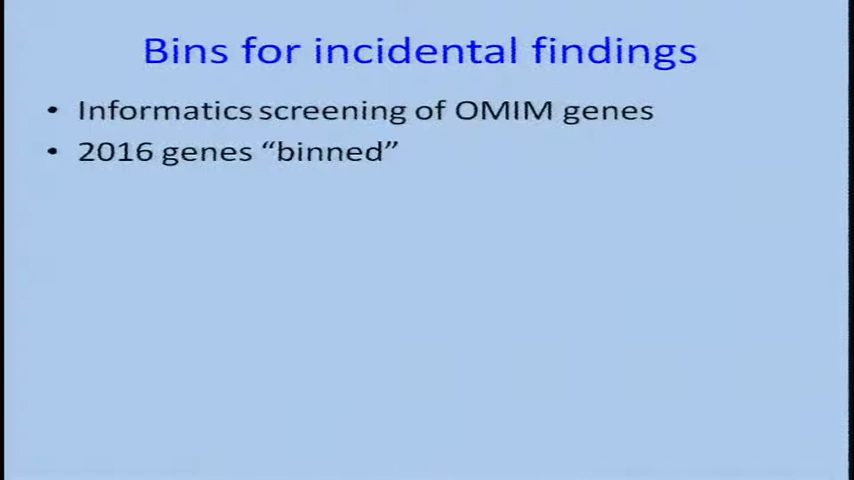 Bins for incidental findings
• Informatics screening of OMIM genes
• 2016 genes “binned”